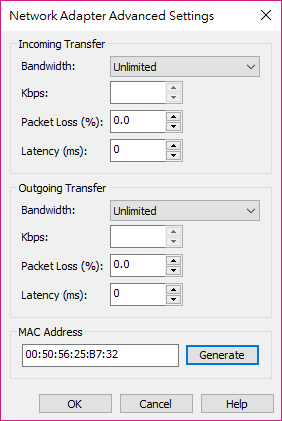 Network Adapter Advanced Settings
Incoming Transfer
Bandwidth: Unlimited
Kbps:
Packet Loss (%): 0.0
Latency (ms): 0
Outgoing Transfer
Bandwidth: Unlimited
Kbps:
Packet Loss (%): 0.0
Latency (ms): 0
MAC Address
00:50:56:25:B7:32 Generate
OK Cancel Help